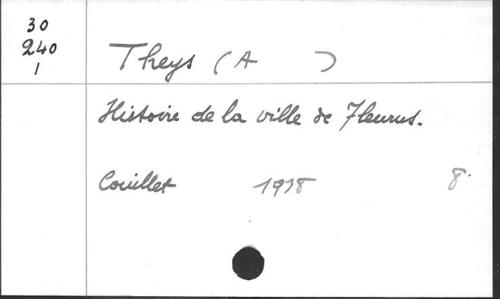 30
240
1
Theys (A )
Histoire de la ville de Fleurus.
Couillet 1938 8°